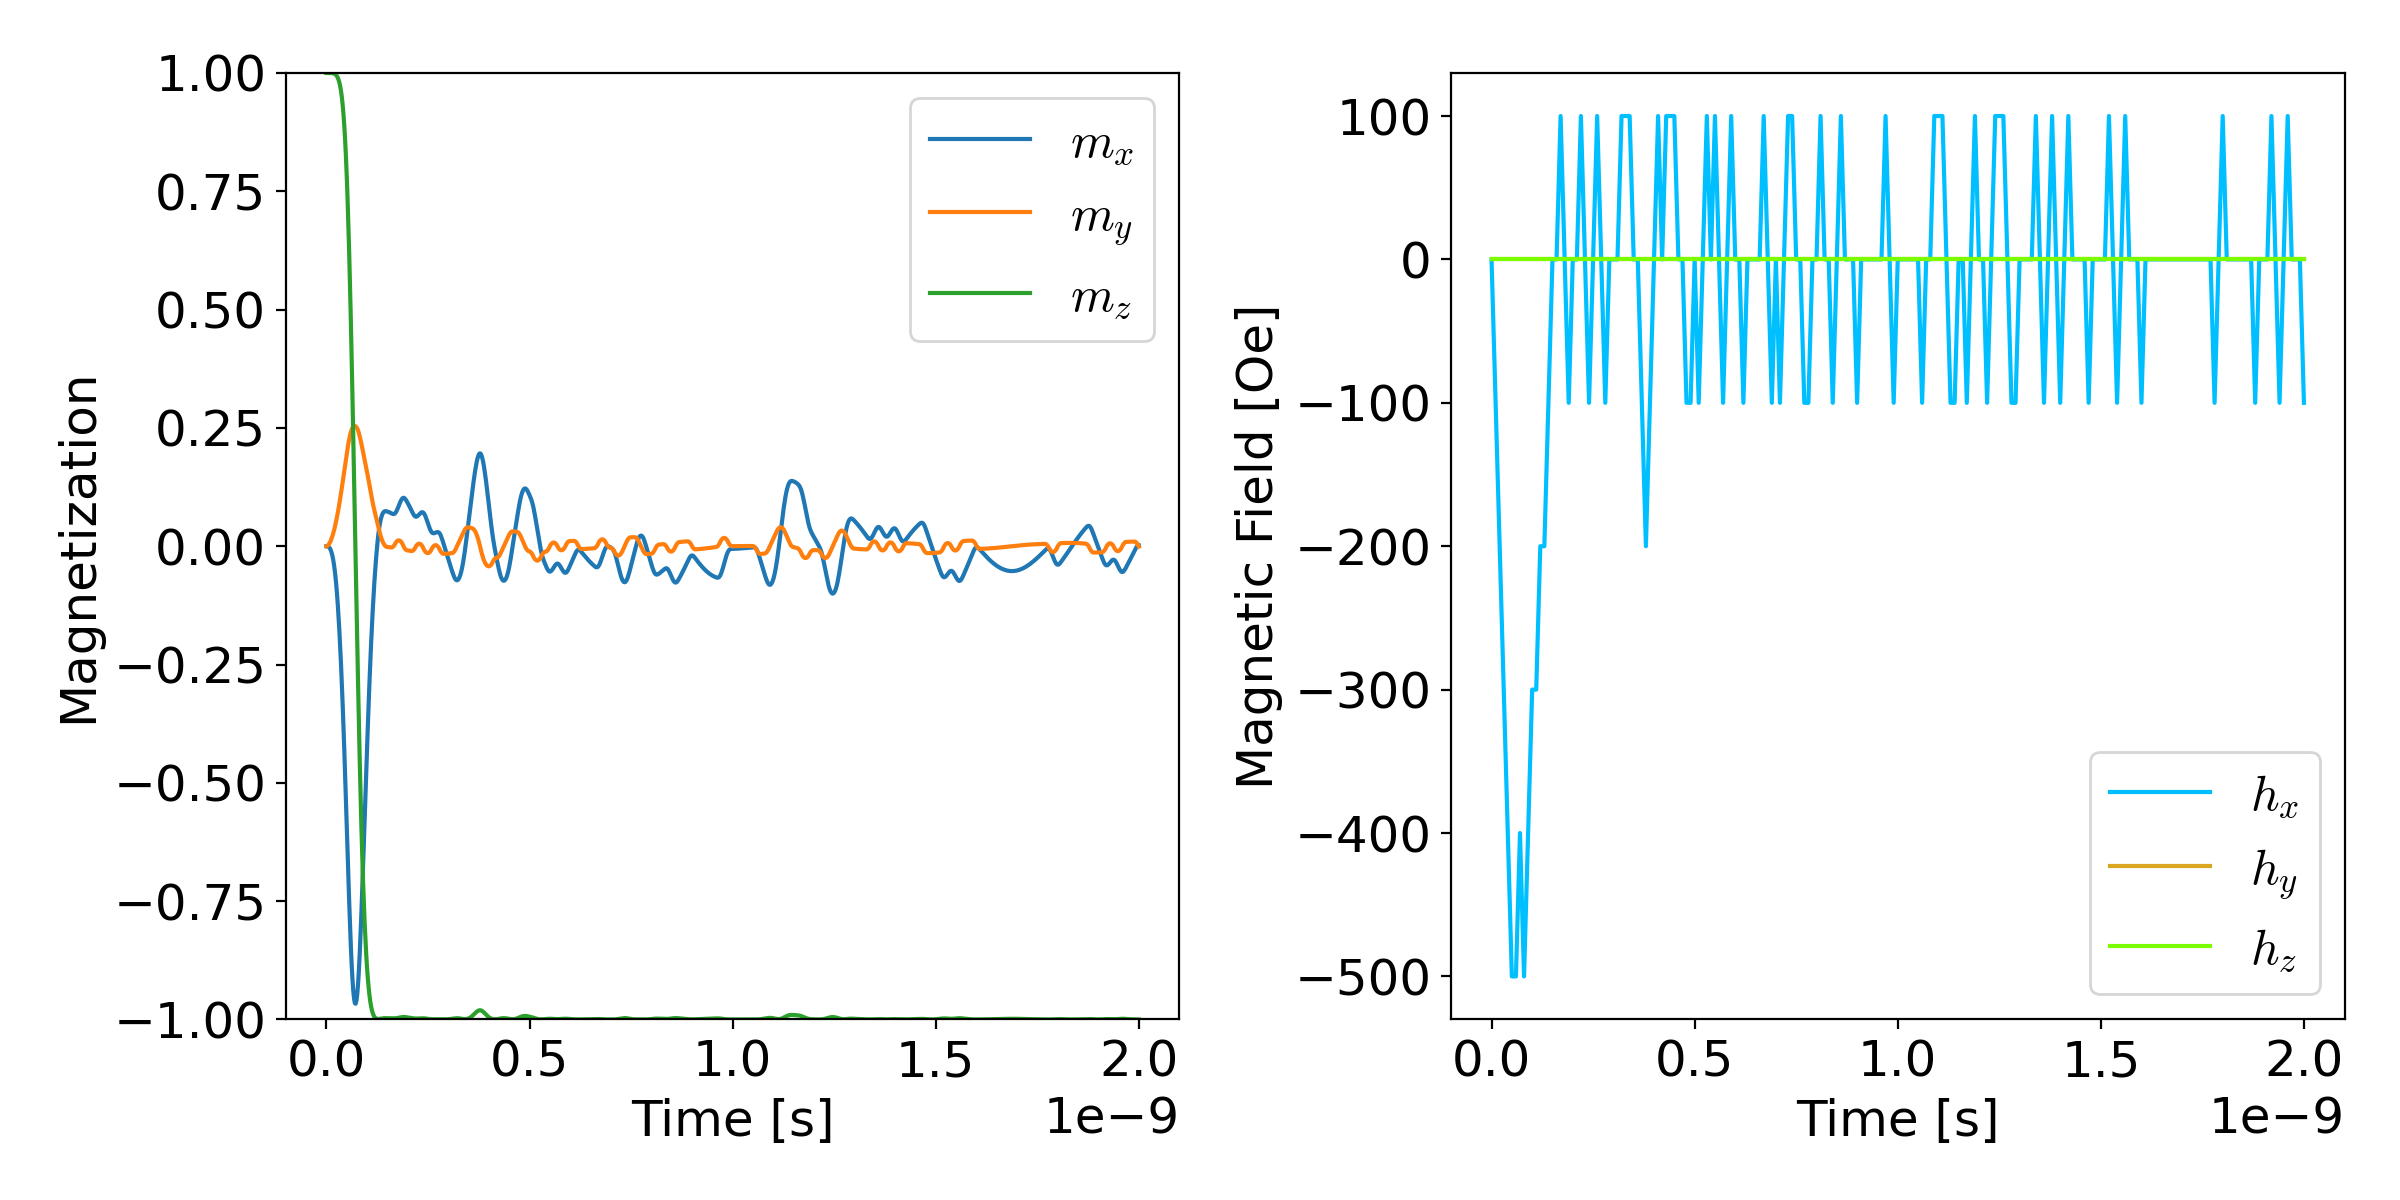 1.00
0.75
0.50
0.25
0.00
−0.25
−0.50
−0.75
−1.00
Magnetization
0.0 0.5 1.0 1.5 2.0
Time [s]
1e−9
m_x
m_y
m_z
100
0
−100
−200
−300
−400
−500
Magnetic Field [Oe]
0.0 0.5 1.0 1.5 2.0
Time [s]
1e−9
h_x
h_y
h_z